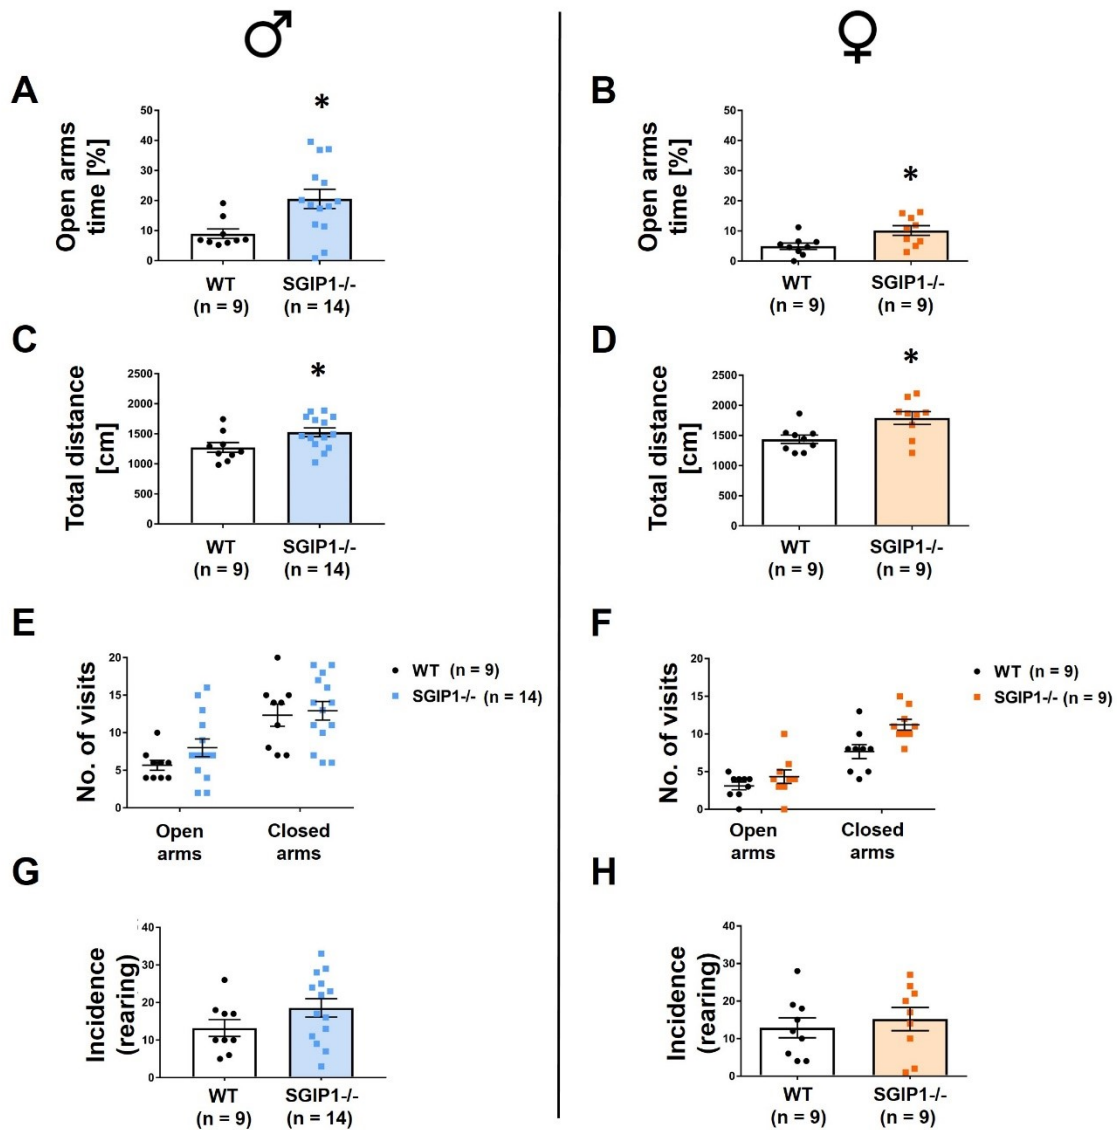 ♂
♀
A
Open arms
time [%]
50
40
30
20
10
0
*
WT
(n = 9)
SGIP1-/-
(n = 14)
B
Open arms
time [%]
50
40
30
20
10
0
*
WT
(n = 9)
SGIP1-/-
(n = 9)
C
Total distance
[cm]
2500
2000
1500
1000
500
0
*
WT
(n = 9)
SGIP1-/-
(n = 14)
D
Total distance
[cm]
2500
2000
1500
1000
500
0
*
WT
(n = 9)
SGIP1-/-
(n = 9)
E
No. of visits
20
15
10
5
0
Open
arms
Closed
arms
WT (n = 9)
SGIP1-/- (n = 14)
F
No. of visits
20
15
10
5
0
Open
arms
Closed
arms
WT (n = 9)
SGIP1-/- (n = 9)
G
Incidence
(rearing)
40
30
20
10
0
WT
(n = 9)
SGIP1-/-
(n = 14)
H
Incidence
(rearing)
40
30
20
10
0
WT
(n = 9)
SGIP1-/-
(n = 9)